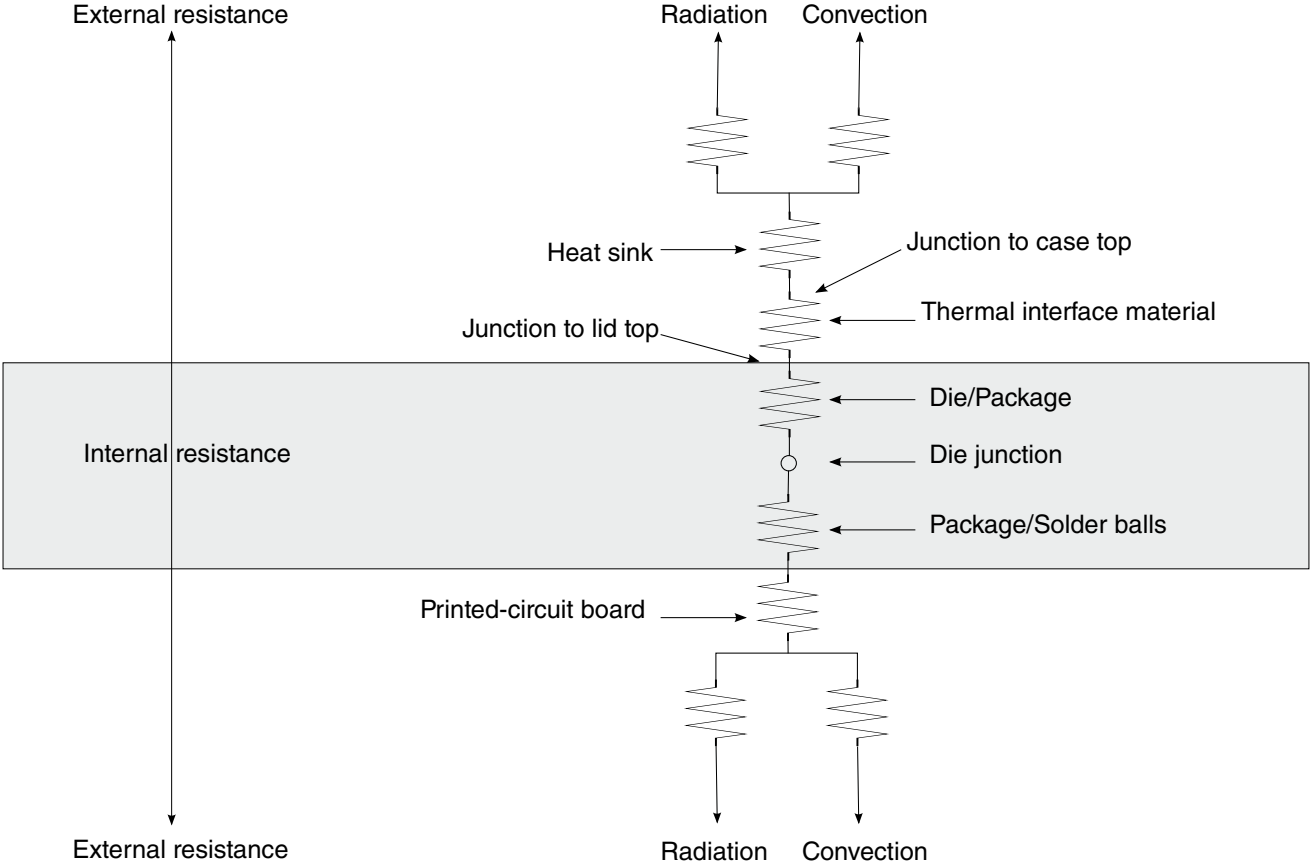 External resistance
Radiation
Convection
Heat sink
Junction to case top
Thermal interface material
Junction to lid top
Die/Package
Internal resistance
Die junction
Package/Solder balls
Printed-circuit board
External resistance
Radiation
Convection